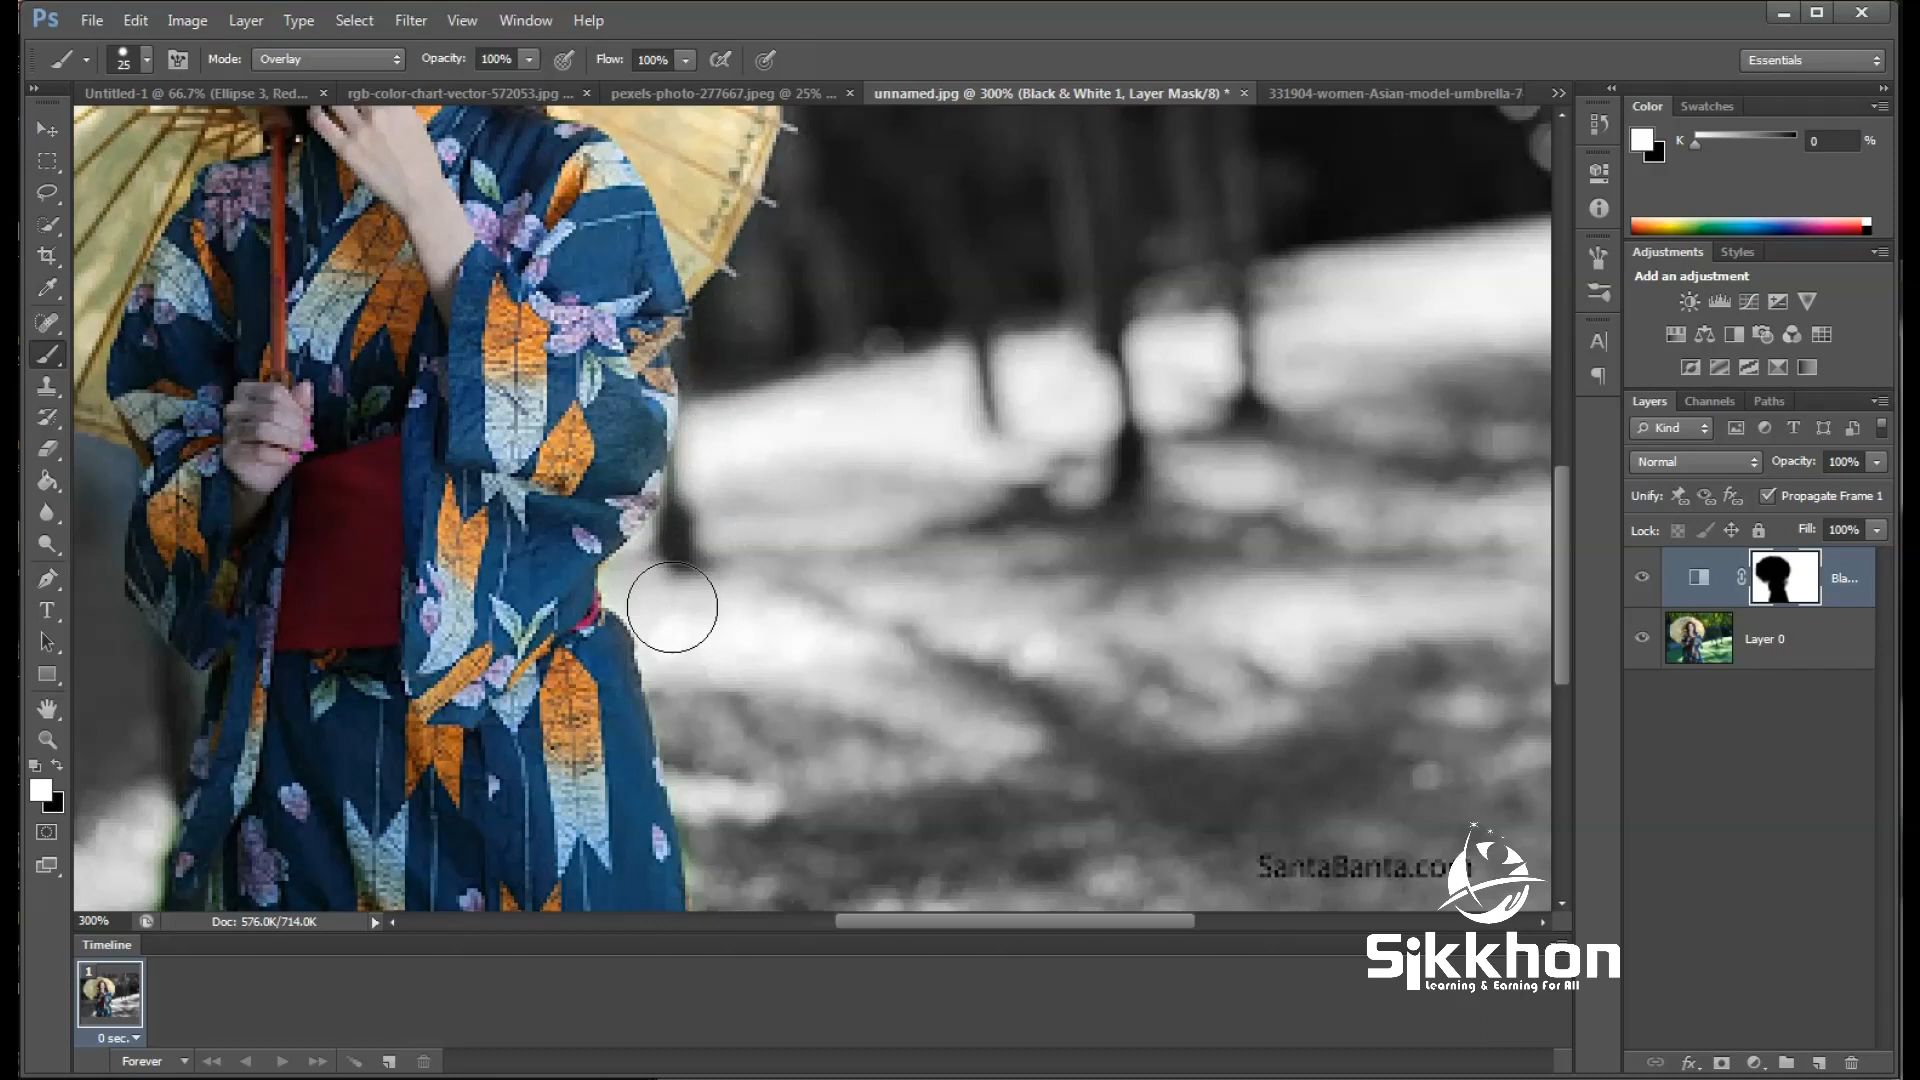 Ps File Edit Image Layer Type Select Filter View Window Help
25 Mode: Overlay Opacity: 100% Flow: 100% Essentials
Untitled-1 @ 66.7% (Ellipse 3, Red... × rgb-color-chart-vector-572053.jpg ... × pexels-photo-277667.jpeg @ 25% ... × unnamed.jpg @ 300% (Black & White 1, Layer Mask/8) * × 331904-women-Asian-model-umbrella-7
Color Swatches
K 0 %
Adjustments Styles
Add an adjustment
Layers Channels Paths
Kind
Normal Opacity: 100%
Unify: Propagate Frame 1
Lock: Fill: 100%
Bla...
Layer 0
SantaBanta.com
300% Doc: 576.0K/714.0K
Timeline
1
0 sec.
Forever
Sikkhon
Learning & Earning For All